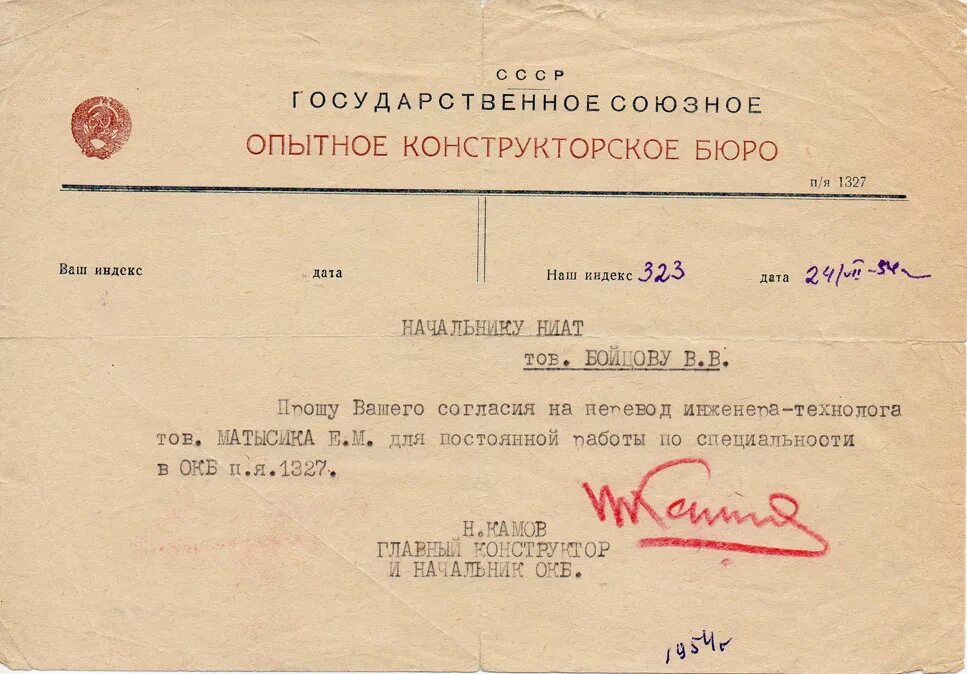 СССР
ГОСУДАРСТВЕННОЕ СОЮЗНОЕ
ОПЫТНОЕ КОНСТРУКТОРСКОЕ БЮРО
п/я 1327
Ваш индекс дата Наш индекс 323 дата 24/VII-54г.
НАЧАЛЬНИКУ НИАТ
тов. БОЙЦОВУ В.В.
Прошу Вашего согласия на перевод инженера-технолога
тов. МАТЫСИКА Е.М. для постоянной работы по специальности
в ОКБ п.я.1327.
Н.КАМОВ
ГЛАВНЫЙ КОНСТРУКТОР
И НАЧАЛЬНИК ОКБ.
1954г